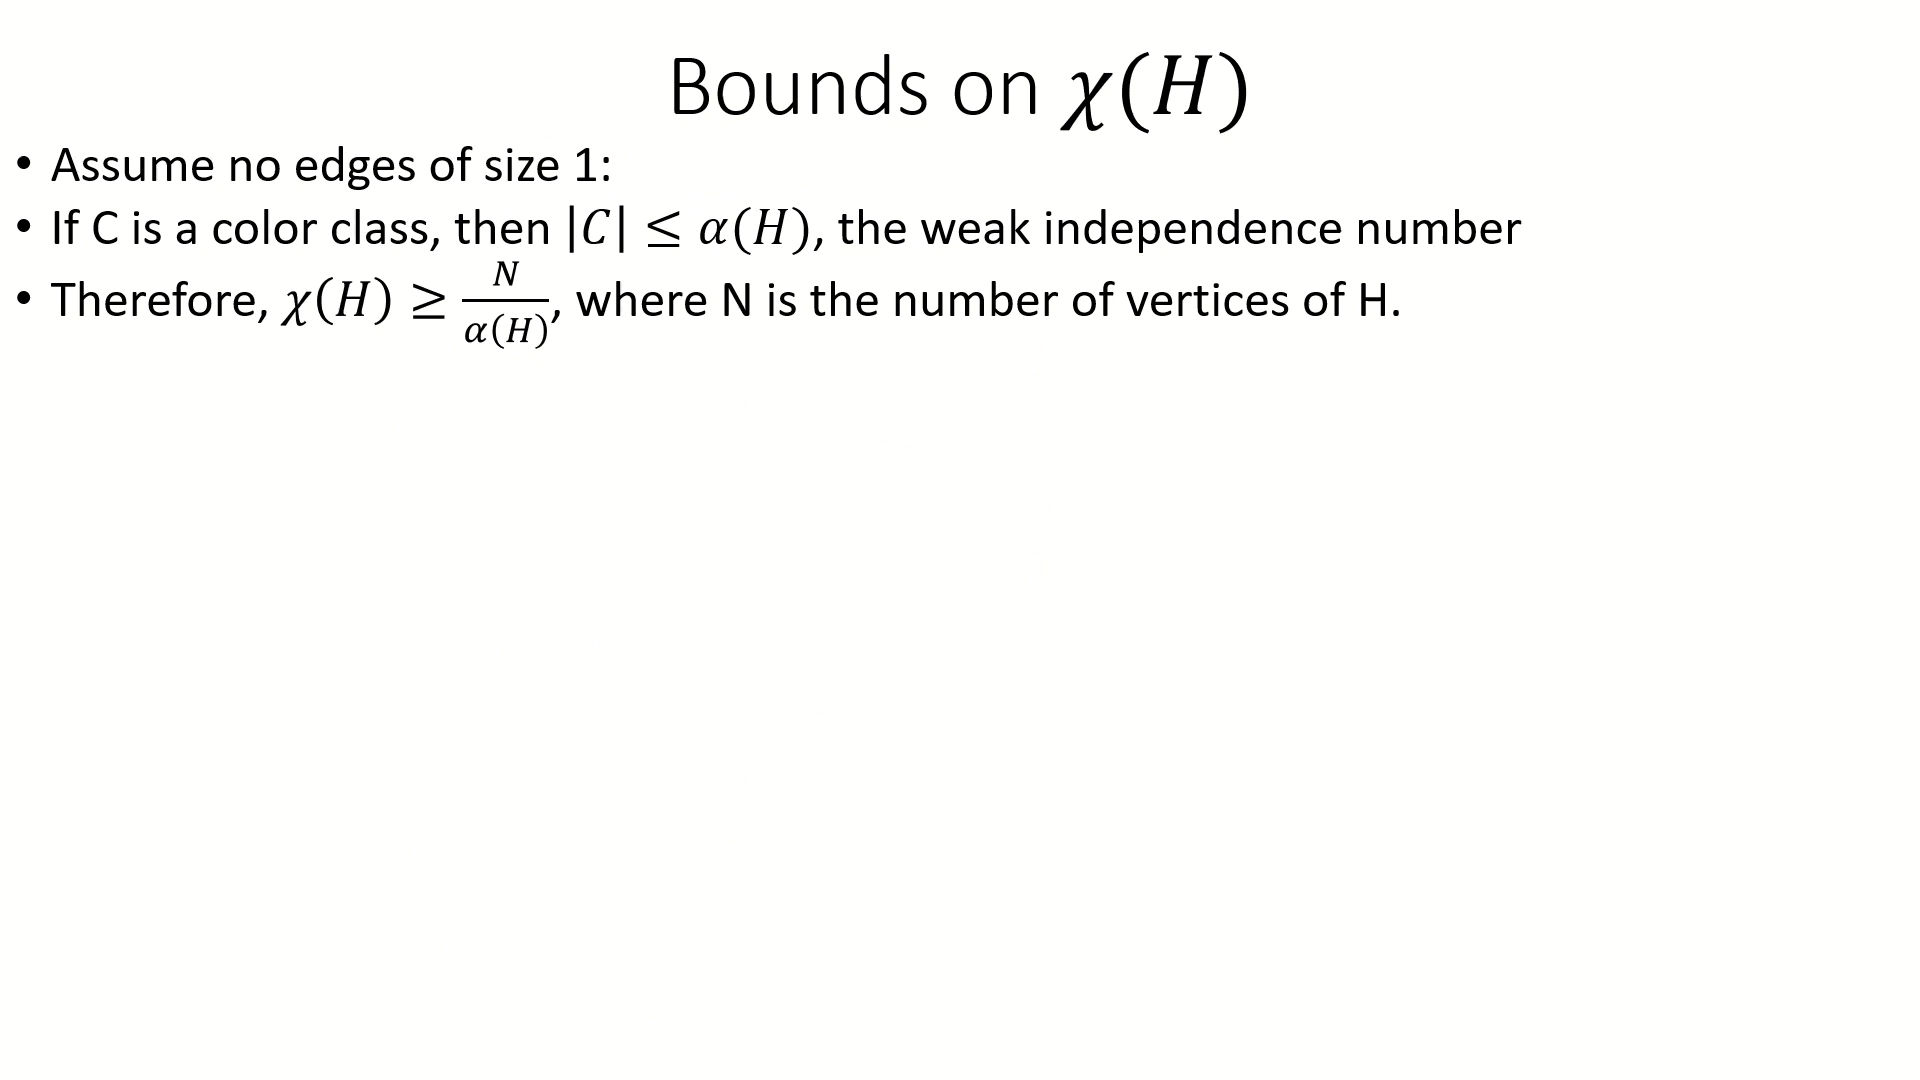 Bounds on 𝜒(𝐻)
• Assume no edges of size 1:
• If C is a color class, then |𝐶| ≤ 𝛼(𝐻), the weak independence number
• Therefore, 𝜒(𝐻) ≥ 𝑁/𝛼(𝐻), where N is the number of vertices of H.